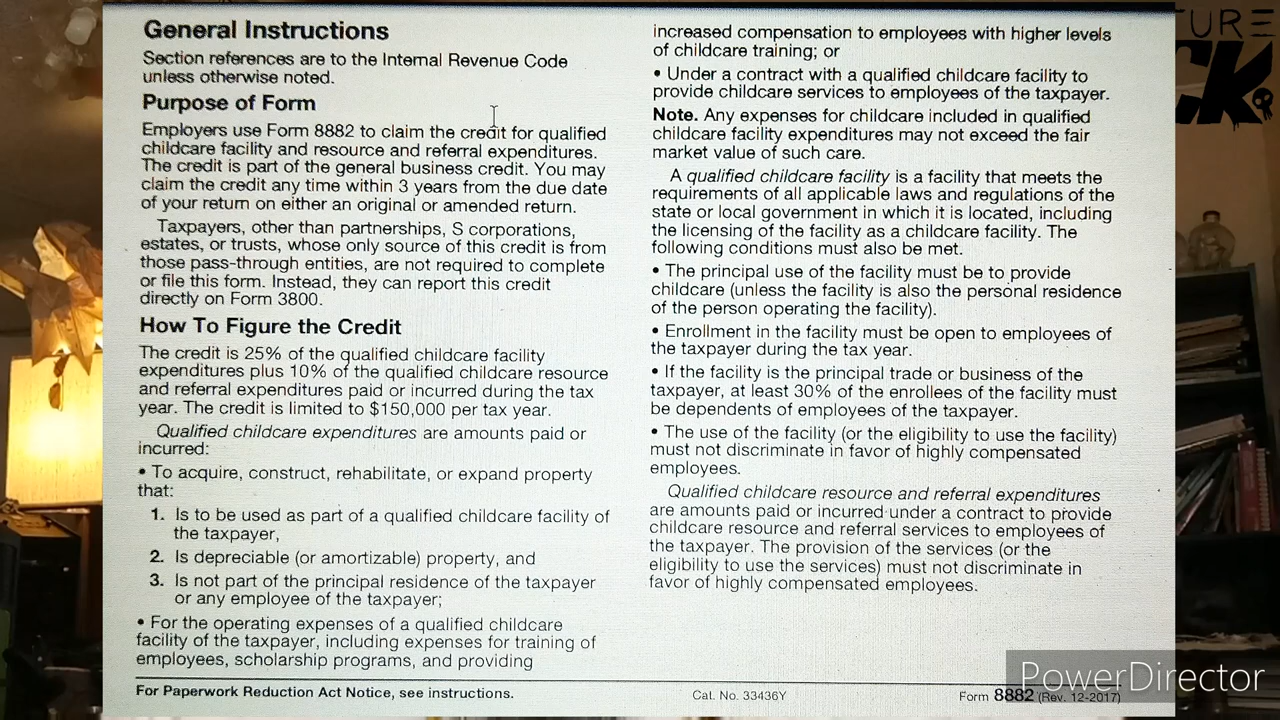 General Instructions
Section references are to the Internal Revenue Code
unless otherwise noted.
Purpose of Form
Employers use Form 8882 to claim the credit for qualified
childcare facility and resource and referral expenditures.
The credit is part of the general business credit. You may
claim the credit any time within 3 years from the due date
of your return on either an original or amended return.
Taxpayers, other than partnerships, S corporations,
estates, or trusts, whose only source of this credit is from
those pass-through entities, are not required to complete
or file this form. Instead, they can report this credit
directly on Form 3800.
How To Figure the Credit
The credit is 25% of the qualified childcare facility
expenditures plus 10% of the qualified childcare resource
and referral expenditures paid or incurred during the tax
year. The credit is limited to $150,000 per tax year.
Qualified childcare expenditures are amounts paid or
incurred:
• To acquire, construct, rehabilitate, or expand property
that:
1. Is to be used as part of a qualified childcare facility of
the taxpayer,
2. Is depreciable (or amortizable) property, and
3. Is not part of the principal residence of the taxpayer
or any employee of the taxpayer;
• For the operating expenses of a qualified childcare
facility of the taxpayer, including expenses for training of
employees, scholarship programs, and providing
increased compensation to employees with higher levels
of childcare training; or
• Under a contract with a qualified childcare facility to
provide childcare services to employees of the taxpayer.
Note. Any expenses for childcare included in qualified
childcare facility expenditures may not exceed the fair
market value of such care.
A qualified childcare facility is a facility that meets the
requirements of all applicable laws and regulations of the
state or local government in which it is located, including
the licensing of the facility as a childcare facility. The
following conditions must also be met.
• The principal use of the facility must be to provide
childcare (unless the facility is also the personal residence
of the person operating the facility).
• Enrollment in the facility must be open to employees of
the taxpayer during the tax year.
• If the facility is the principal trade or business of the
taxpayer, at least 30% of the enrollees of the facility must
be dependents of employees of the taxpayer.
• The use of the facility (or the eligibility to use the facility)
must not discriminate in favor of highly compensated
employees.
Qualified childcare resource and referral expenditures
are amounts paid or incurred under a contract to provide
childcare resource and referral services to employees of
the taxpayer. The provision of the services (or the
eligibility to use the services) must not discriminate in
favor of highly compensated employees.
For Paperwork Reduction Act Notice, see instructions.
Cat. No. 33436Y
Form 8882 (Rev. 12-2017)
TURE
CK
PowerDirector